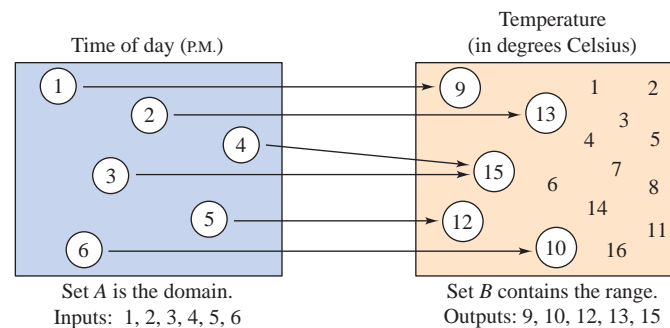 Time of day (P.M.)
Temperature
(in degrees Celsius)
1
2
4
3
5
6
9
13
15
12
10
1 2
3
4 5
7
6 8
14
11
16
Set A is the domain.
Inputs: 1, 2, 3, 4, 5, 6
Set B contains the range.
Outputs: 9, 10, 12, 13, 15